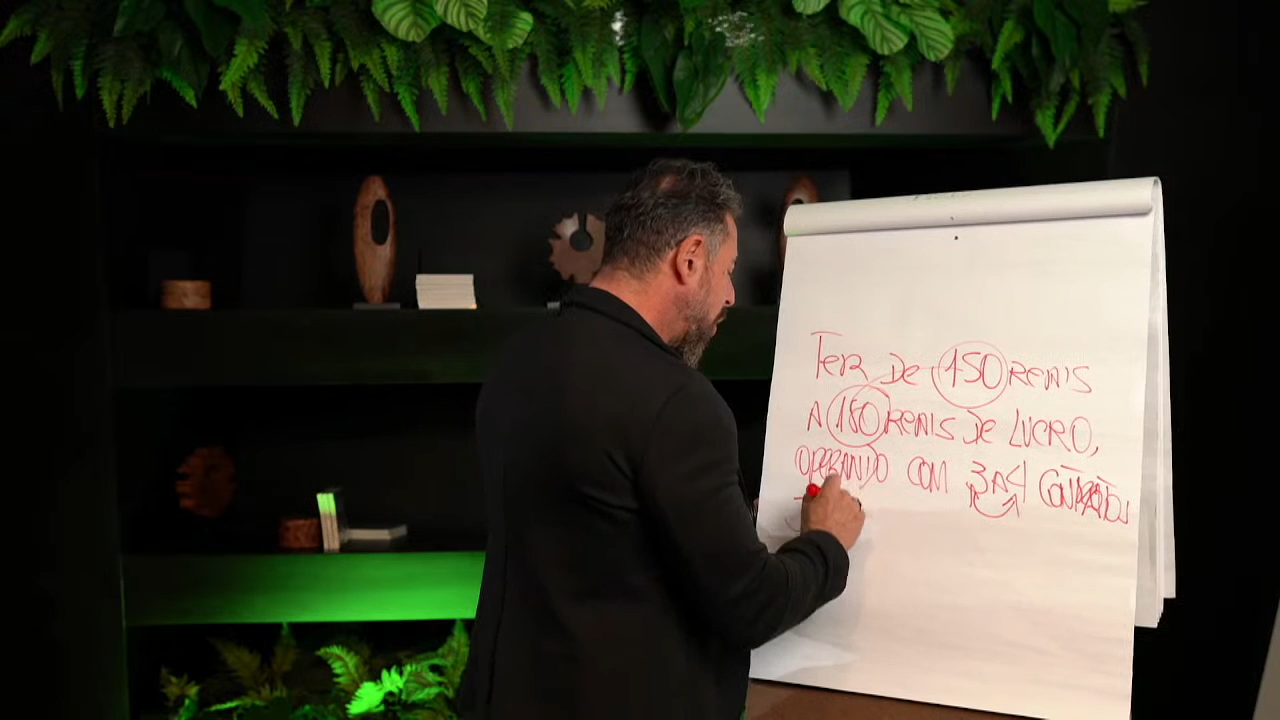 TER DE 150 REAIS
A 180 REAIS DE LUCRO,
OPERANDO COM 3 A 4 CONTRATOS